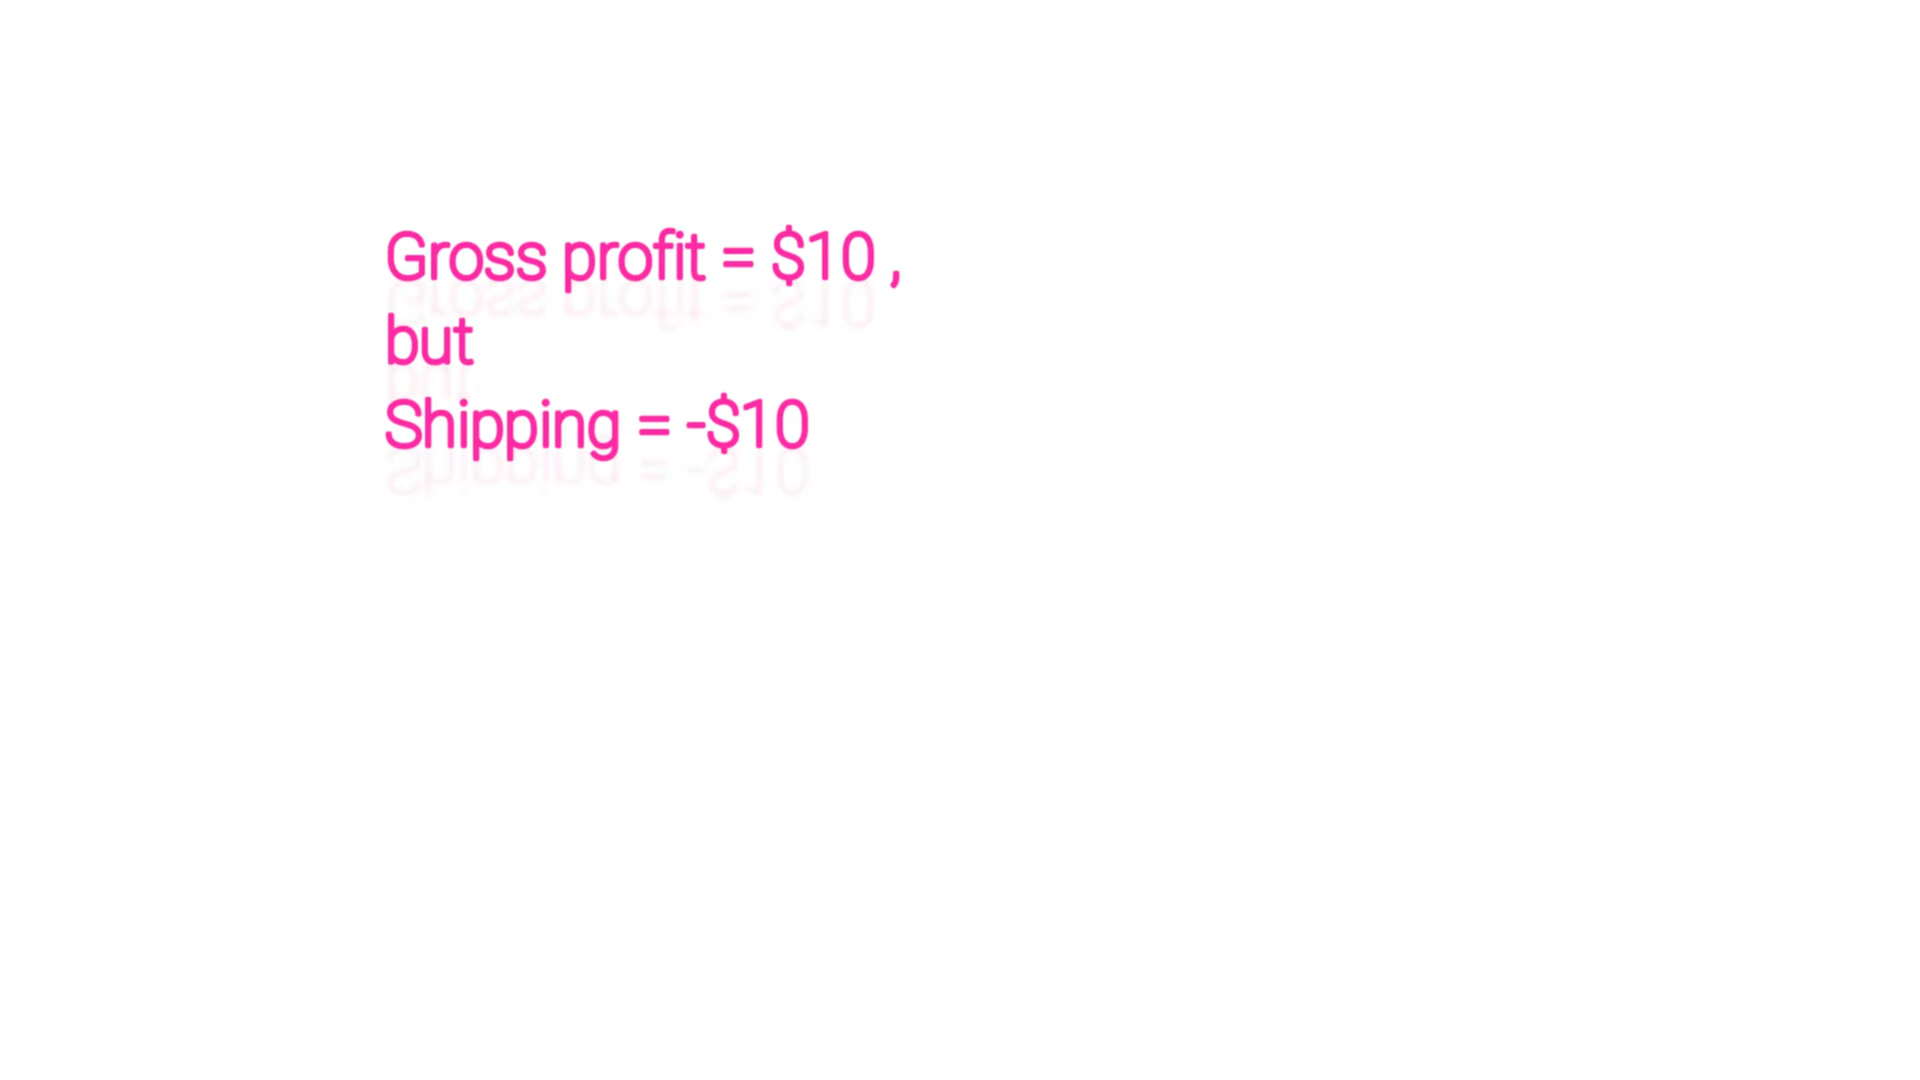 Gross profit = $10 ,
but
Shipping = -$10